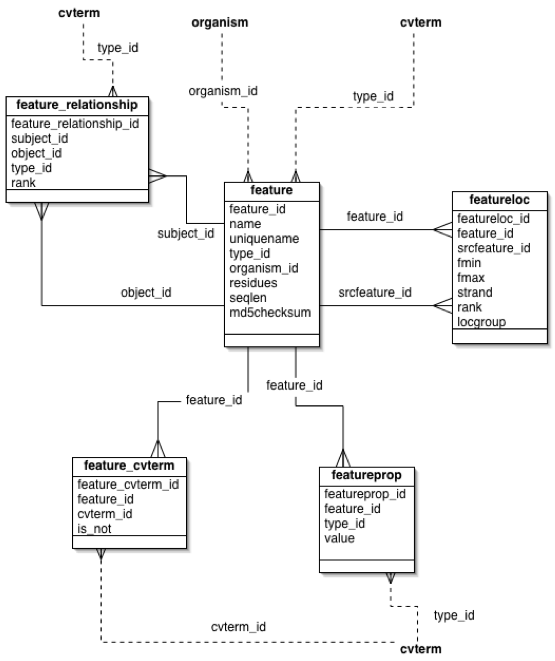 cvterm
organism
cvterm
type_id
organism_id
type_id
feature_relationship
feature_relationship_id
subject_id
object_id
type_id
rank
subject_id
object_id
feature
feature_id
name
uniquename
type_id
organism_id
residues
seqlen
md5checksum
feature_id
srcfeature_id
featureloc
featureloc_id
feature_id
srcfeature_id
fmin
fmax
strand
rank
locgroup
feature_id
feature_id
feature_cvterm
feature_cvterm_id
feature_id
cvterm_id
is_not
featureprop
featureprop_id
feature_id
type_id
value
cvterm_id
type_id
cvterm